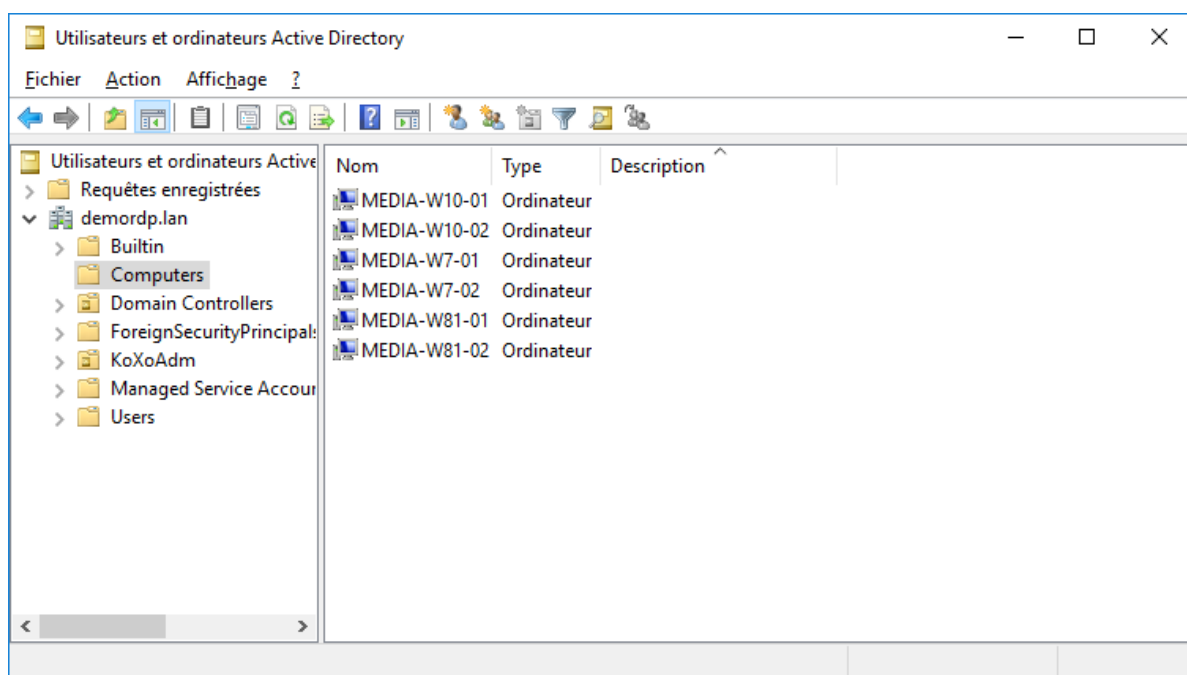 Utilisateurs et ordinateurs Active Directory
Fichier Action Affichage ?
Utilisateurs et ordinateurs Active
Requêtes enregistrées
demordp.lan
Builtin
Computers
Domain Controllers
ForeignSecurityPrincipals
KoXoAdm
Managed Service Accoun
Users
Nom Type Description
MEDIA-W10-01 Ordinateur
MEDIA-W10-02 Ordinateur
MEDIA-W7-01 Ordinateur
MEDIA-W7-02 Ordinateur
MEDIA-W81-01 Ordinateur
MEDIA-W81-02 Ordinateur